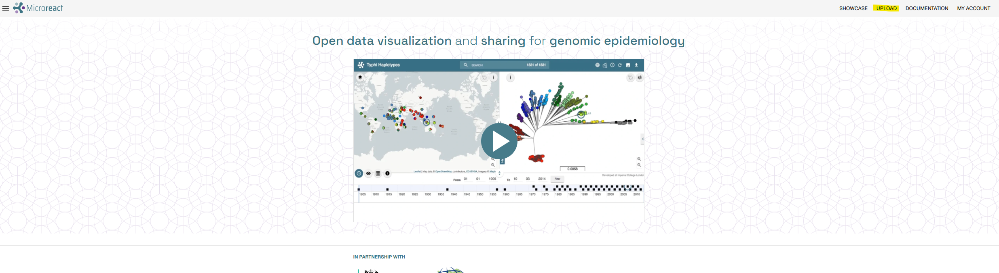 Microreact
SHOWCASE UPLOAD DOCUMENTATION MY ACCOUNT
Open data visualization and sharing for genomic epidemiology
Typhi Haplotypes
SEARCH 1831 of 1831
0.0058
Leaflet | Map data © OpenStreetMap contributors, CC-BY-SA, Imagery © Mapb
Developed at Imperial College London
From 01 01 1905 To 10 03 2014 Filter
1905 1910 1915 1920 1925 1930 1935 1940 1945 1950 1955 1960 1965 1970 1975 1980 1985 1990 1995 2000 2005 2010
IN PARTNERSHIP WITH